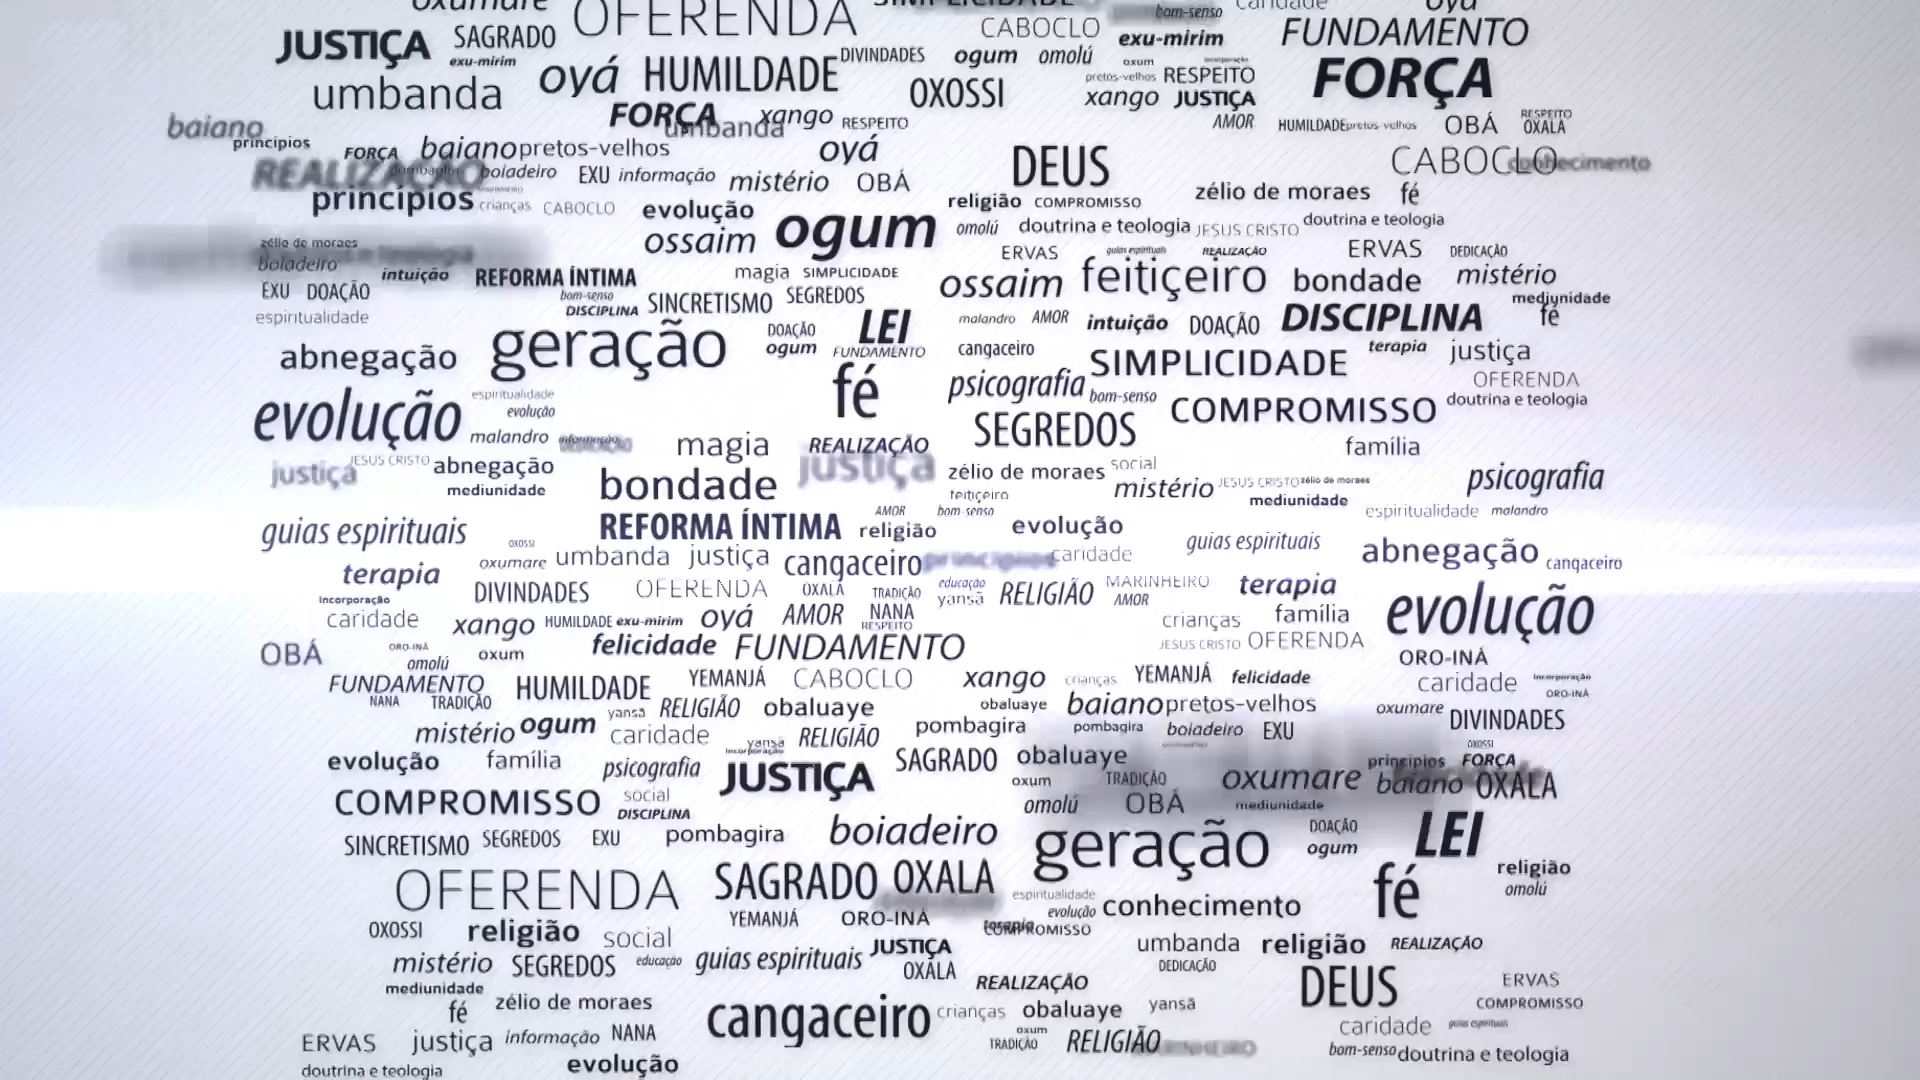 oxumare OFERENDA SIMPLICIDADE bom-senso caridade oyá
JUSTIÇA SAGRADO CABOCLO exu-mirim FUNDAMENTO
exu-mirim DIVINDADES ogum omolú oxum
umbanda oyá HUMILDADE OXOSSI pretos-velhos RESPEITO FORÇA
FORÇA xango RESPEITO xango JUSTIÇA
baiano umbanda AMOR HUMILDADE pretos-velhos OBÁ RESPEITO OXALA
princípios FORÇA baiano pretos-velhos oyá DEUS CABOCLO conhecimento
REALIZAÇÃO pombagira boiadeiro EXU informação mistério OBÁ
princípios crianças CABOCLO evolução religião COMPROMISSO zélio de moraes fé
ossaim ogum omolú doutrina e teologia JESUS CRISTO doutrina e teologia
zélio de moraes ERVAS guias espirituais REALIZAÇÃO ERVAS DEDICAÇÃO
boiadeiro intuição REFORMA ÍNTIMA magia SIMPLICIDADE ossaim feitiçeiro bondade mistério
EXU DOAÇÃO bom-senso SINCRETISMO SEGREDOS mediunidade
espiritualidade DISCIPLINA malandro AMOR intuição DOAÇÃO DISCIPLINA fé
abnegação geração DOAÇÃO LEI
ogum FUNDAMENTO cangaceiro SIMPLICIDADE terapia justiça
fé psicografia bom-senso OFERENDA
evolução espiritualidade COMPROMISSO doutrina e teologia
evolução
malandro informação magia REALIZAÇÃO SEGREDOS família
justiça JESUS CRISTO abnegação justiça zélio de moraes social psicografia
mediunidade bondade feitiçeiro mistério JESUS CRISTO zélio de moraes
mediunidade
guias espirituais REFORMA ÍNTIMA AMOR religião bom-senso evolução espiritualidade malandro
oxossi
oxumare umbanda justiça cangaceiro princípios caridade guias espirituais abnegação cangaceiro
terapia DIVINDADES OFERENDA OXALA TRADIÇÃO educação yansã RELIGIÃO MARINHEIRO AMOR terapia evolução
incorporação
caridade xango HUMILDADE exu-mirim oyá AMOR NANA RESPEITO crianças família
OBÁ ORO-INÁ omolú oxum felicidade FUNDAMENTO JESUS CRISTO OFERENDA
ORO-INÁ
FUNDAMENTO HUMILDADE YEMANJÁ CABOCLO xango crianças YEMANJÁ felicidade caridade incorporação
NANA TRADIÇÃO yansã RELIGIÃO obaluaye obaluaye baiano pretos-velhos oxumare ORO-INÁ
mistério ogum caridade yansã incorporação RELIGIÃO pombagira pombagira boiadeiro EXU DIVINDADES
evolução família psicografia JUSTIÇA SAGRADO obaluaye princípios FORÇA OXOSSI
oxum TRADIÇÃO oxumare baiano OXALA
COMPROMISSO social DISCIPLINA omolú OBÁ mediunidade
SINCRETISMO SEGREDOS EXU pombagira boiadeiro geração DOAÇÃO ogum LEI
OFERENDA SAGRADO OXALA espiritualidade fé religião omolú
YEMANJÁ ORO-INÁ evolução conhecimento
OXOSSI religião social terapia COMPROMISSO
JUSTIÇA umbanda religião REALIZAÇÃO
mistério SEGREDOS educação guias espirituais OXALA DEDICAÇÃO
mediunidade REALIZAÇÃO DEUS ERVAS
fé zélio de moraes cangaceiro crianças obaluaye yansã COMPROMISSO
ERVAS justiça informação NANA oxum TRADIÇÃO RELIGIÃO MARINHEIRO caridade guias espirituais
doutrina e teologia evolução bom-senso doutrina e teologia